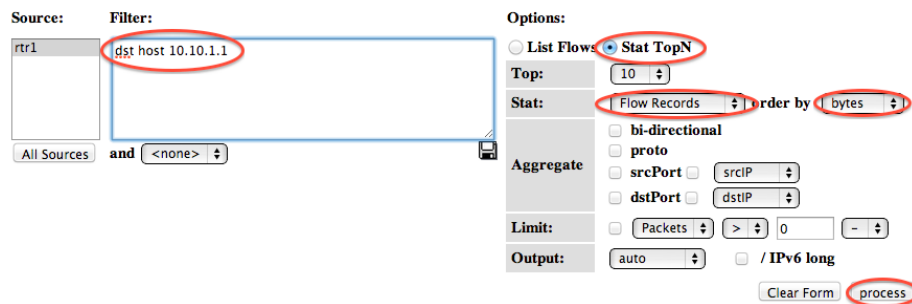 Source:
Filter:
rtr1
dst host 10.10.1.1
All Sources
and <none>
Options:
List Flows Stat TopN
Top: 10
Stat: Flow Records order by bytes
Aggregate
bi-directional
proto
srcPort srcIP
dstPort dstIP
Limit: Packets > 0 -
Output: auto / IPv6 long
Clear Form process